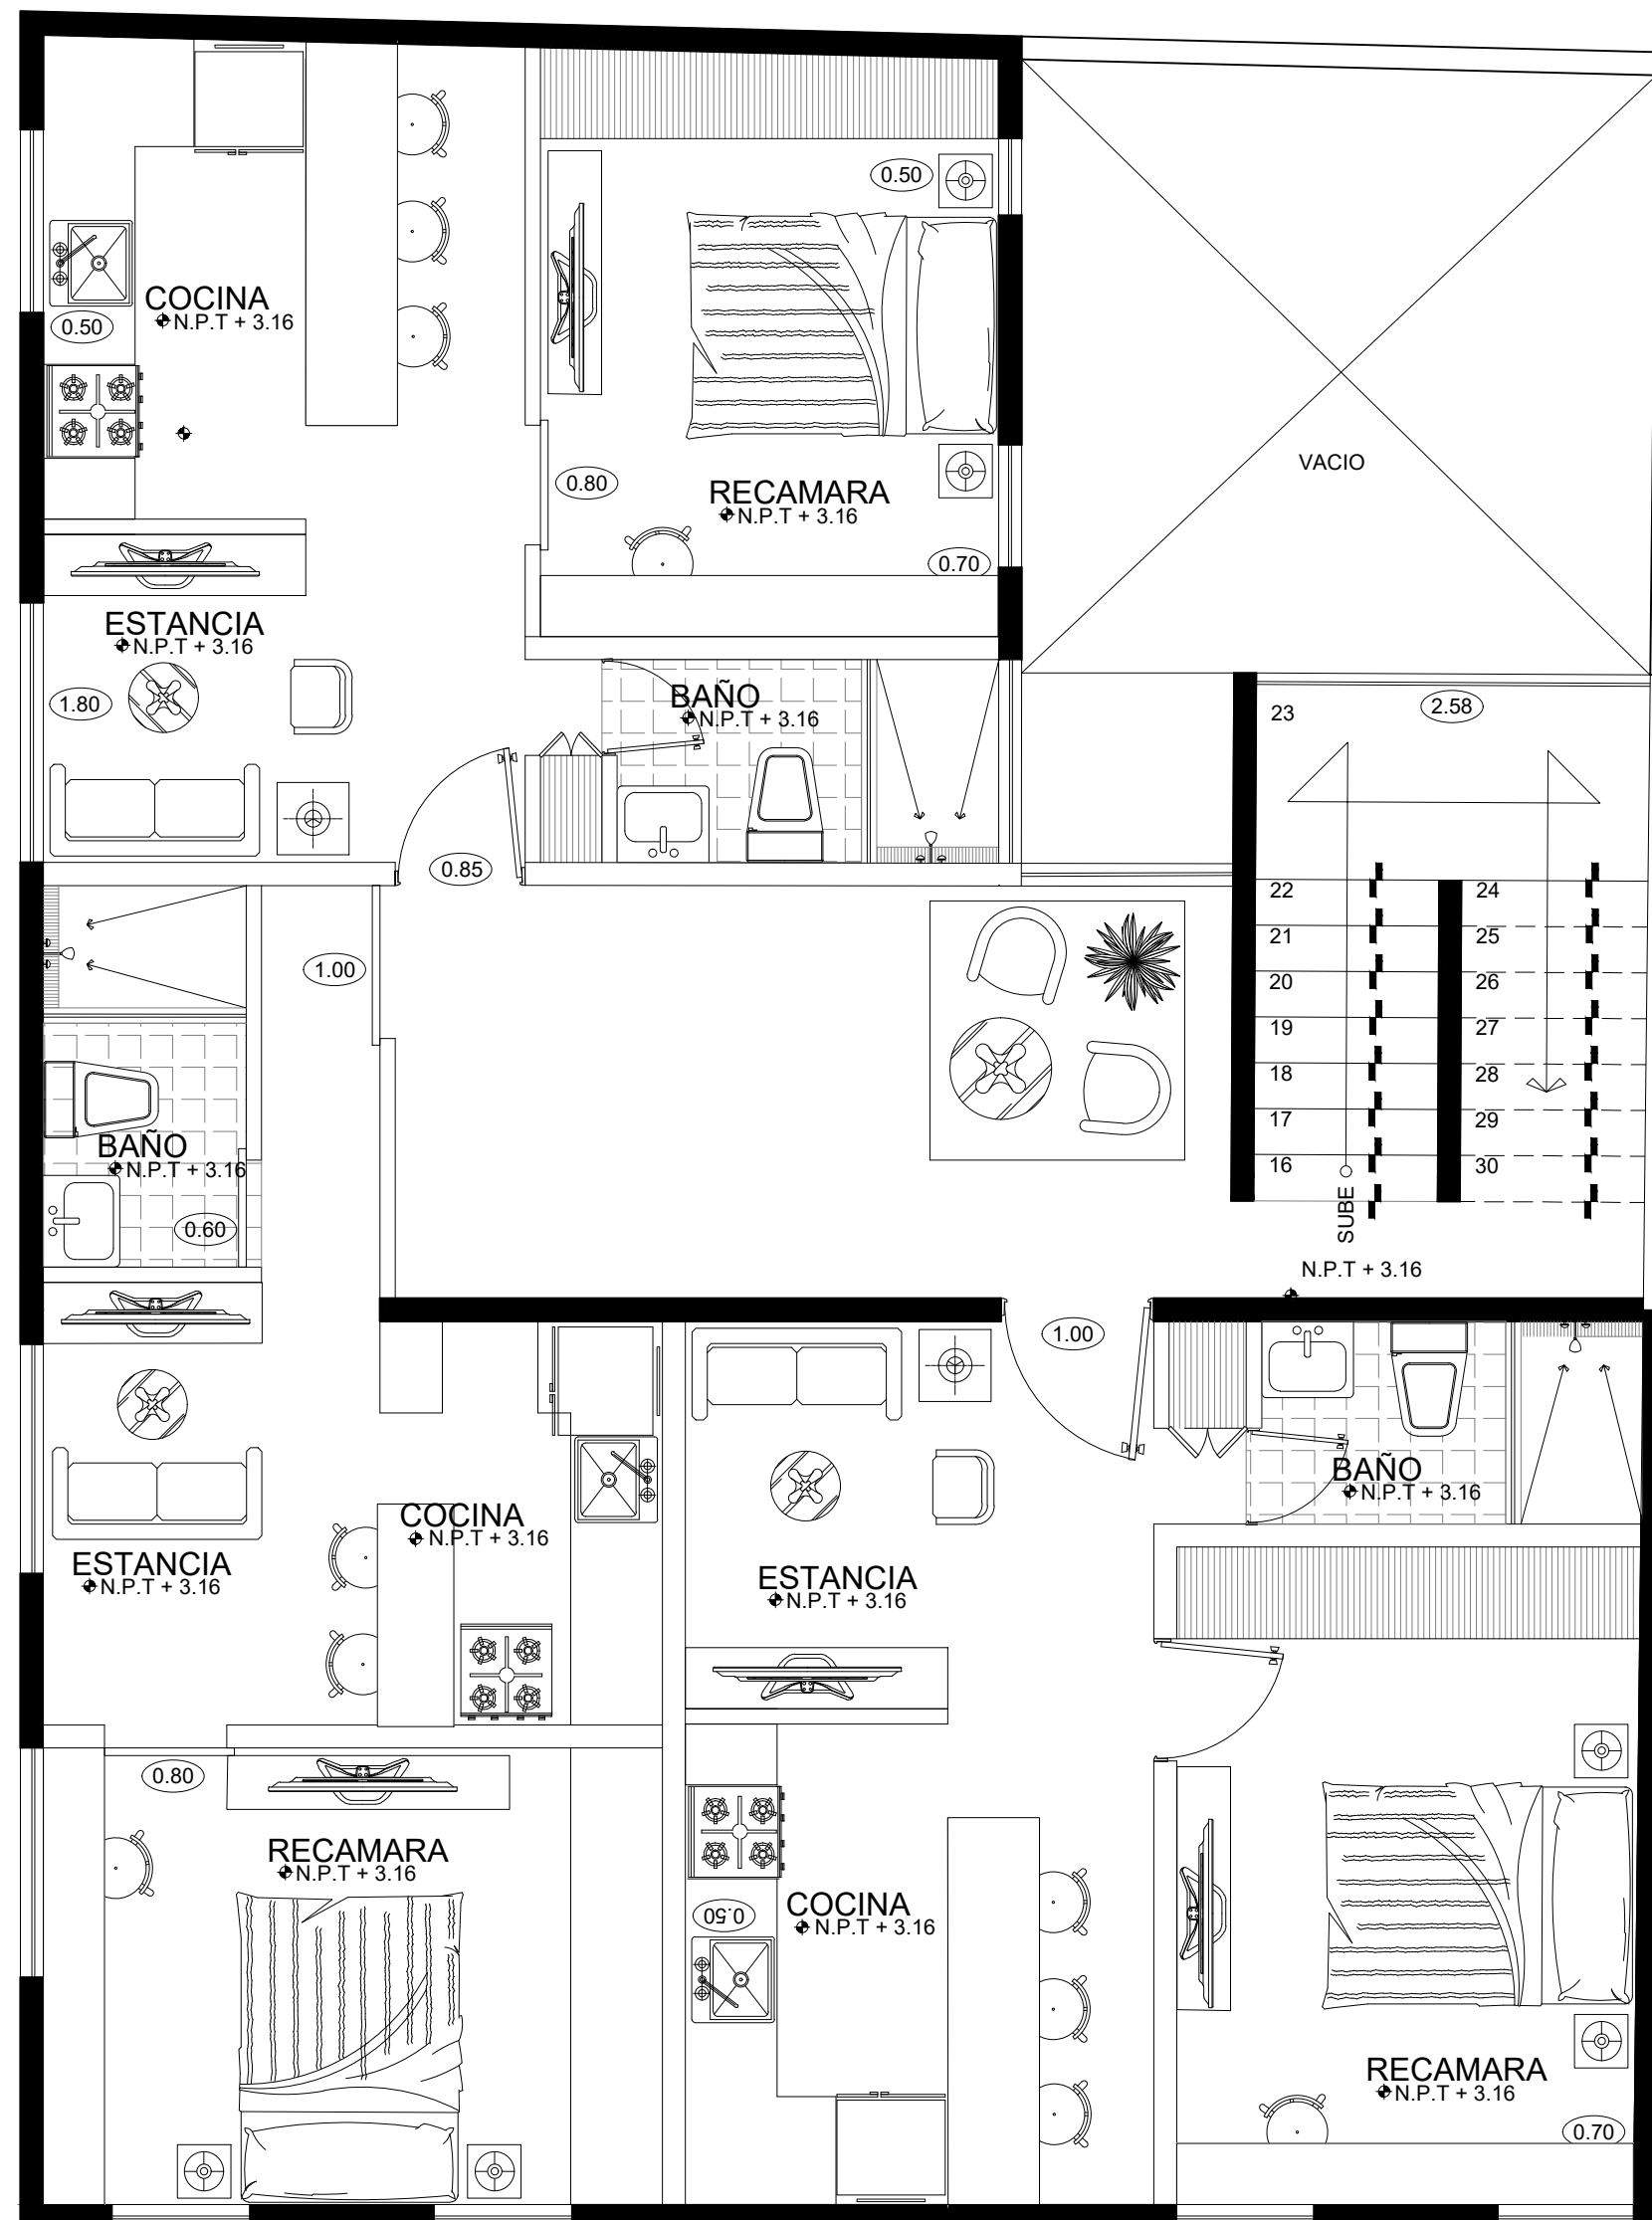 0.50
COCINA
N.P.T + 3.16
0.50
0.80
RECAMARA
N.P.T + 3.16
0.70
VACIO
ESTANCIA
N.P.T + 3.16
1.80
BAÑO
N.P.T + 3.16
0.85
23
2.58
22
24
21
25
20
26
19
27
18
28
17
29
16
30
SUBE
N.P.T + 3.16
1.00
BAÑO
N.P.T + 3.16
0.60
1.00
BAÑO
N.P.T + 3.16
COCINA
N.P.T + 3.16
ESTANCIA
N.P.T + 3.16
ESTANCIA
N.P.T + 3.16
0.80
RECAMARA
N.P.T + 3.16
COCINA
N.P.T + 3.16
0.50
RECAMARA
N.P.T + 3.16
0.70